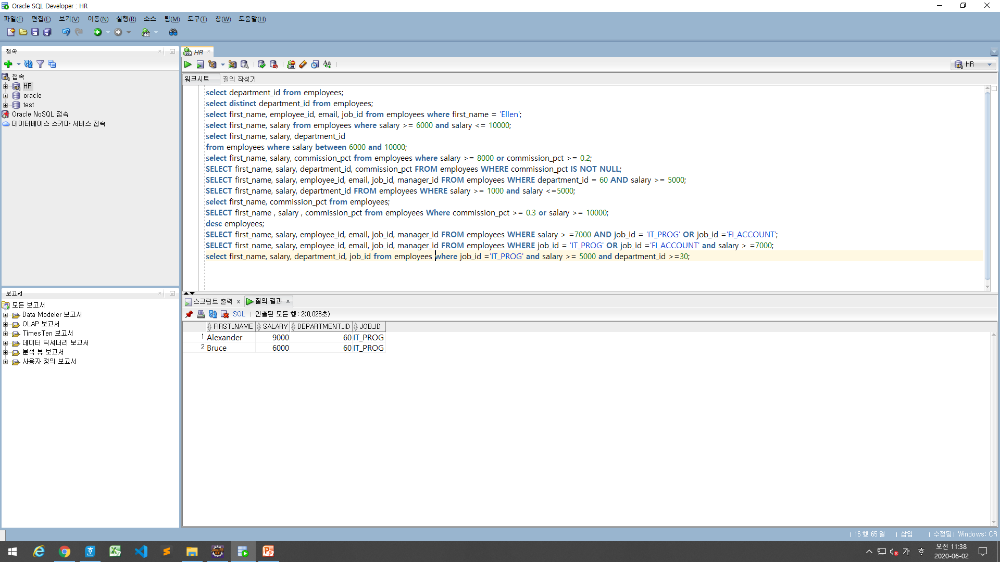 Oracle SQL Developer : HR
파일(F) 편집(E) 보기(V) 이동(N) 실행(R) 소스 팀(M) 도구(T) 창(W) 도움말(H)
접속
접속
HR
oracle
test
Oracle NoSQL 접속
데이터베이스 스키마 서비스 접속
보고서
모든 보고서
Data Modeler 보고서
OLAP 보고서
TimesTen 보고서
데이터 딕셔너리 보고서
분석 뷰 보고서
사용자 정의 보고서
HR
HR
워크시트 질의 작성기
select department_id from employees;
select distinct department_id from employees;
select first_name, employee_id, email, job_id from employees where first_name = 'Ellen';
select first_name, salary from employees where salary >= 6000 and salary <= 10000;
select first_name, salary, department_id
from employees where salary between 6000 and 10000;
select first_name, salary, commission_pct from employees where salary >= 8000 or commission_pct >= 0.2;
SELECT first_name, salary, department_id, commission_pct FROM employees WHERE commission_pct IS NOT NULL;
SELECT first_name, salary, employee_id, email, job_id, manager_id FROM employees WHERE department_id = 60 AND salary >= 5000;
SELECT first_name, salary, department_id FROM employees WHERE salary >= 1000 and salary <=5000;
select first_name, commission_pct from employees;
SELECT first_name , salary , commission_pct from employees Where commission_pct >= 0.3 or salary >= 10000;
desc employees;
SELECT first_name, salary, employee_id, email, job_id, manager_id FROM employees WHERE salary > =7000 AND job_id = 'IT_PROG' OR job_id ='FI_ACCOUNT';
SELECT first_name, salary, employee_id, email, job_id, manager_id FROM employees WHERE job_id = 'IT_PROG' OR job_id ='FI_ACCOUNT' and salary > =7000;
select first_name, salary, department_id, job_id from employees where job_id ='IT_PROG' and salary >= 5000 and department_id >=30;
스크립트 출력 질의 결과
SQL 인출된 모든 행: 2(0,028초)
FIRST_NAME SALARY DEPARTMENT_ID JOB_ID
1 Alexander 9000 60 IT_PROG
2 Bruce 6000 60 IT_PROG
16 행 65 열 삽입 수정됨 Windows: CR
가 ㅎ
오전 11:38
2020-06-02